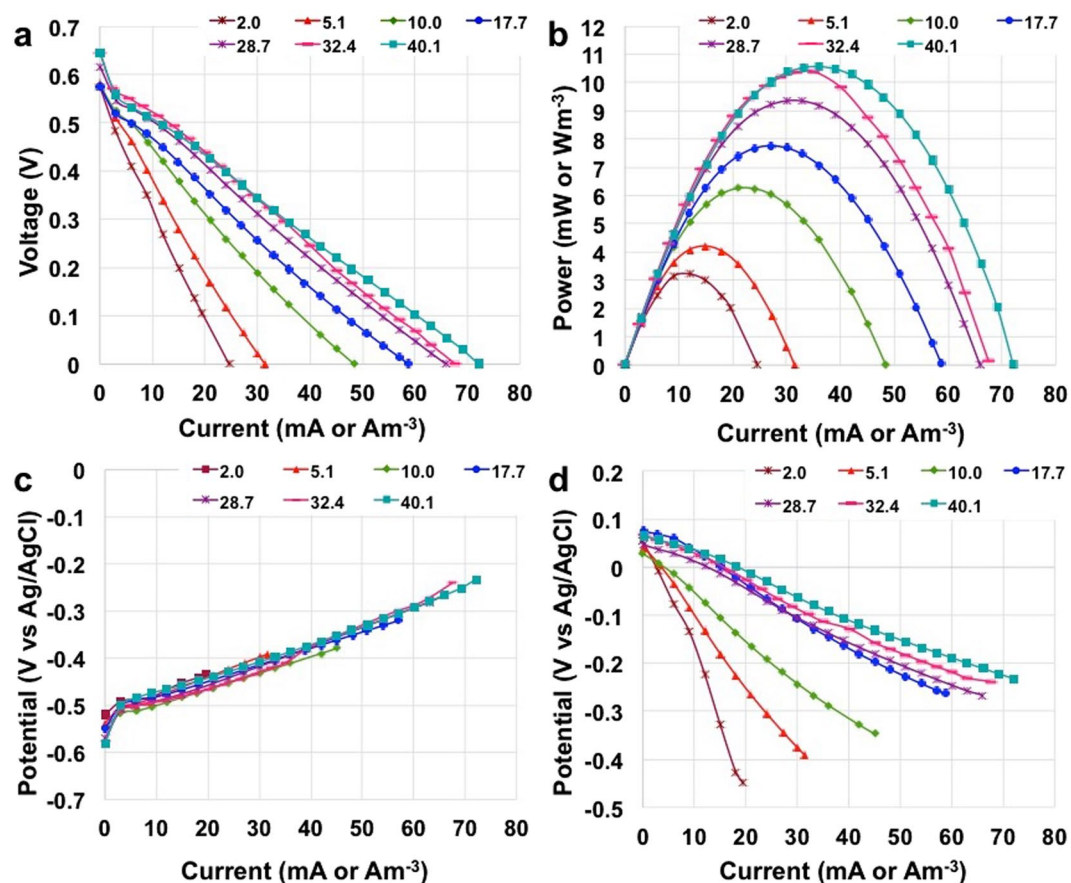 a
2.0 5.1 10.0 17.7
28.7 32.4 40.1
0.7
0.6
0.5
0.4
0.3
0.2
0.1
0
Voltage (V)
0 10 20 30 40 50 60 70 80
Current (mA or Am-3)
b
2.0 5.1 10.0 17.7
28.7 32.4 40.1
12
11
10
9
8
7
6
5
4
3
2
1
0
Power (mW or Wm-3)
0 10 20 30 40 50 60 70 80
Current (mA or Am-3)
c
2.0 5.1 10.0 17.7
28.7 32.4 40.1
0
-0.1
-0.2
-0.3
-0.4
-0.5
-0.6
-0.7
Potential (V vs Ag/AgCl)
0 10 20 30 40 50 60 70 80
Current (mA or Am-3)
d
2.0 5.1 10.0 17.7
28.7 32.4 40.1
0.2
0.1
0
-0.1
-0.2
-0.3
-0.4
-0.5
Potential (V vs Ag/AgCl)
0 10 20 30 40 50 60 70 80
Current (mA or Am-3)